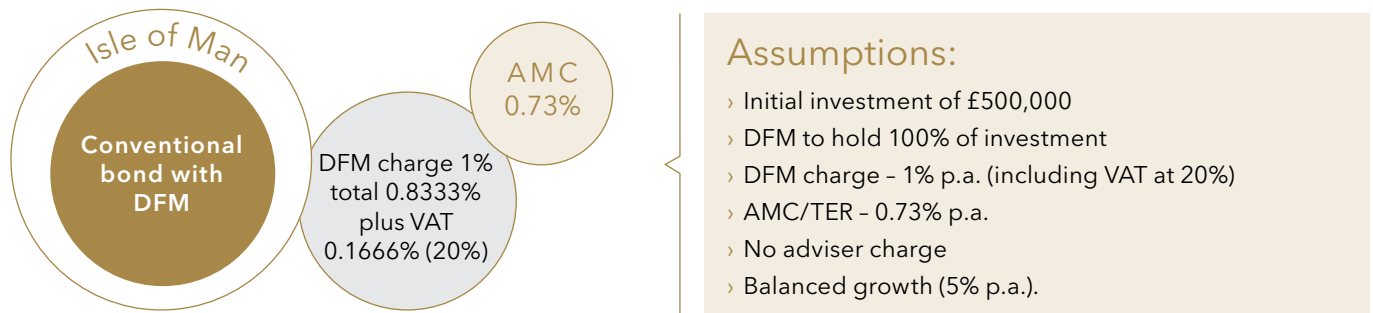 Isle of Man
Conventional
bond with
DFM
DFM charge 1%
total 0.8333%
plus VAT
0.1666% (20%)
AMC
0.73%
Assumptions:
› Initial investment of £500,000
› DFM to hold 100% of investment
› DFM charge – 1% p.a. (including VAT at 20%)
› AMC/TER – 0.73% p.a.
› No adviser charge
› Balanced growth (5% p.a.).